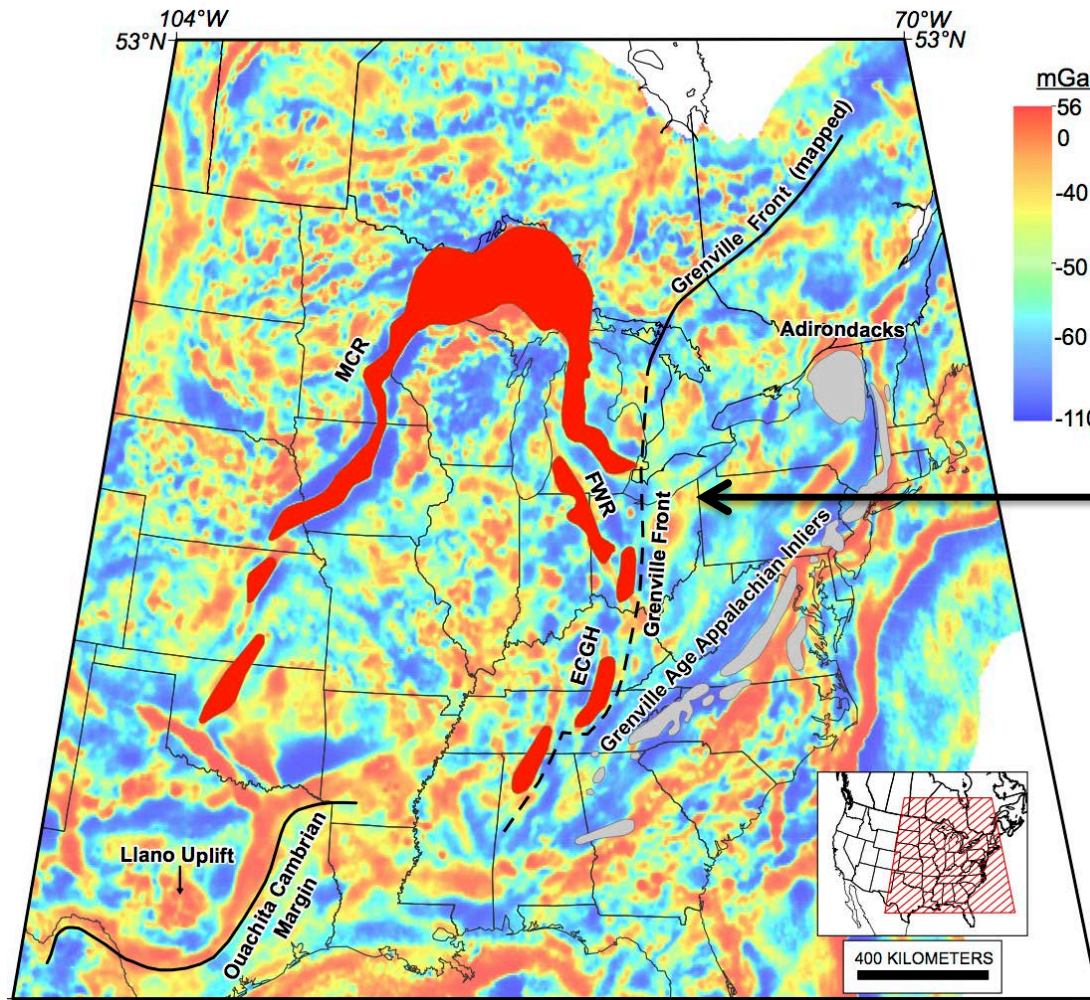 104°W
53°N
70°W
53°N
mGa
56
0
-40
-50
-60
-110
Grenville Front (mapped)
Adirondacks
MCR
FWR
Grenville Front
Grenville Age Appalachian Inliers
ECGH
Llano Uplift
Ouachita Cambrian
Margin
400 KILOMETERS